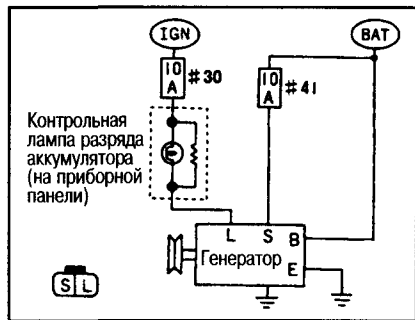 IGN
BAT
10 A #30
10 A #41
Контрольная
лампа разряда
аккумулятора
(на приборной
панели)
L S B
Генератор E
S L